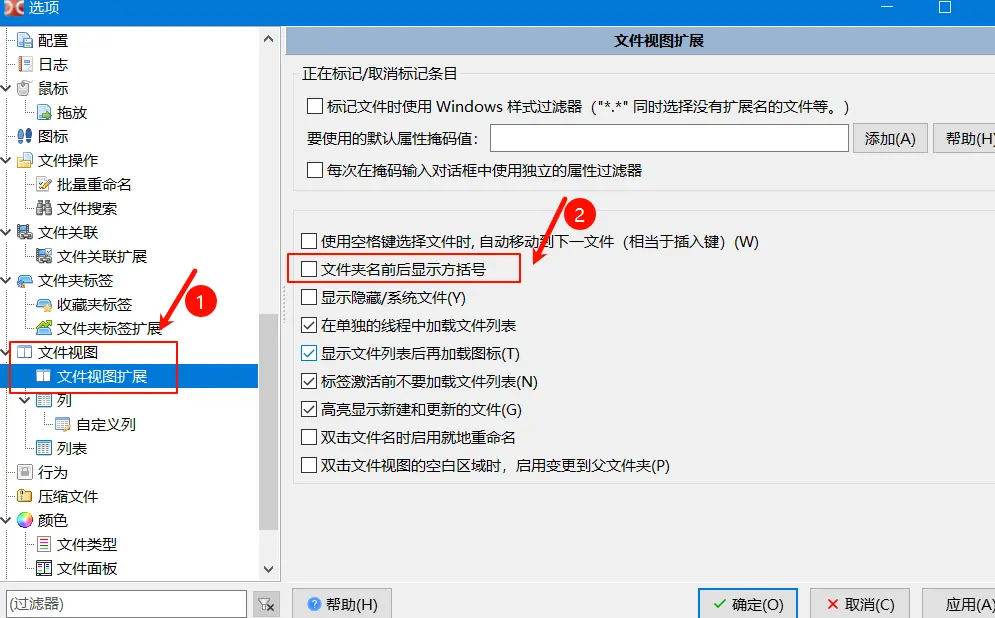 选项
配置
日志
鼠标
拖放
图标
文件操作
批量重命名
文件搜索
文件关联
文件关联扩展
文件夹标签
收藏夹标签
文件夹标签扩展
文件视图
文件视图扩展
列
自定义列
列表
行为
压缩文件
颜色
文件类型
文件面板
(过滤器)
文件视图扩展
正在标记/取消标记条目
标记文件时使用 Windows 样式过滤器（"*.*" 同时选择没有扩展名的文件等。）
要使用的默认属性掩码值：
添加(A)
帮助(H)
每次在掩码输入对话框中使用独立的属性过滤器
使用空格键选择文件时, 自动移动到下一文件（相当于插入键）(W)
文件夹名前后显示方括号
显示隐藏/系统文件(Y)
在单独的线程中加载文件列表
显示文件列表后再加载图标(T)
标签激活前不要加载文件列表(N)
高亮显示新建和更新的文件(G)
双击文件名时启用就地重命名
双击文件视图的空白区域时，启用变更到父文件夹(P)
1
2
帮助(H)
确定(O)
取消(C)
应用(A)